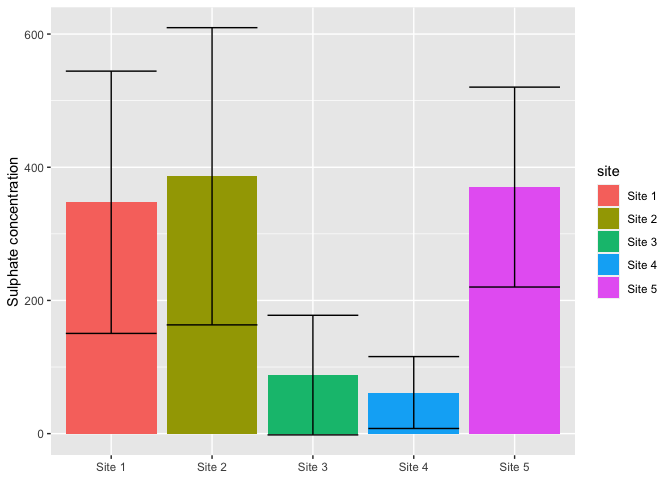 Sulphate concentration
600
400
200
0
Site 1 Site 2 Site 3 Site 4 Site 5
site
Site 1
Site 2
Site 3
Site 4
Site 5